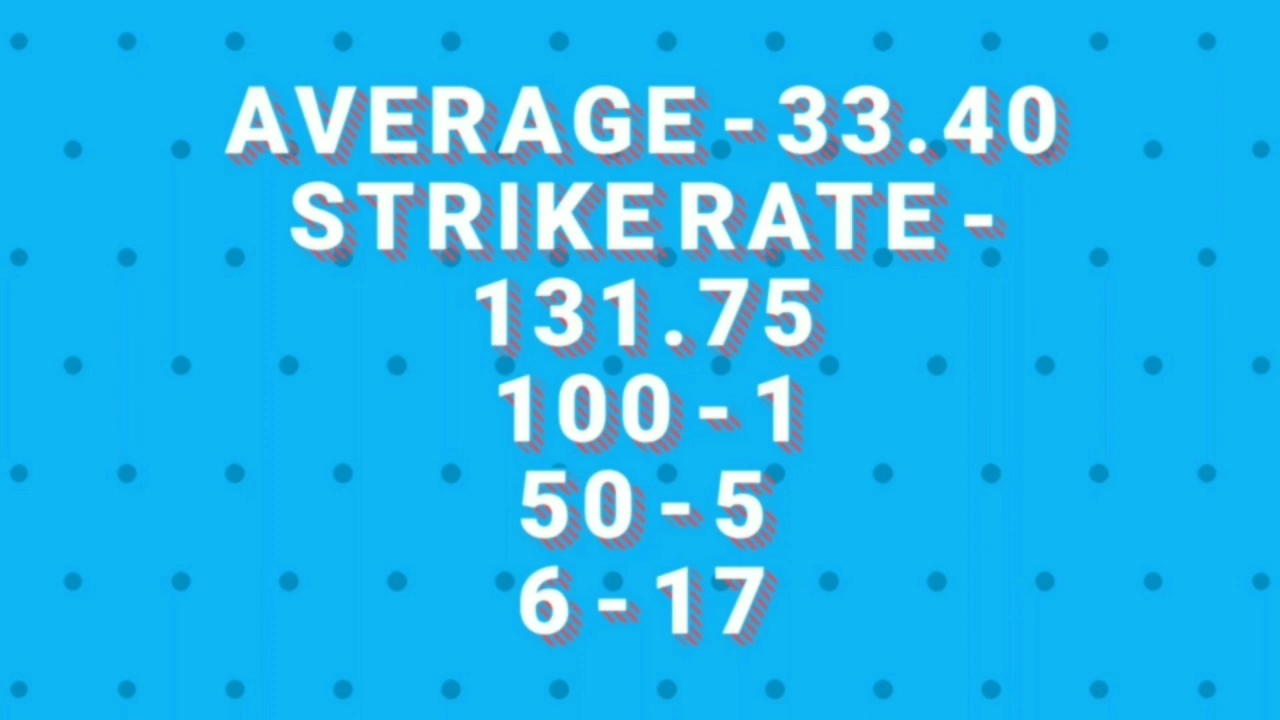 AVERAGE - 33.40
STRIKE RATE -
131.75
100 - 1
50 - 5
6 - 17